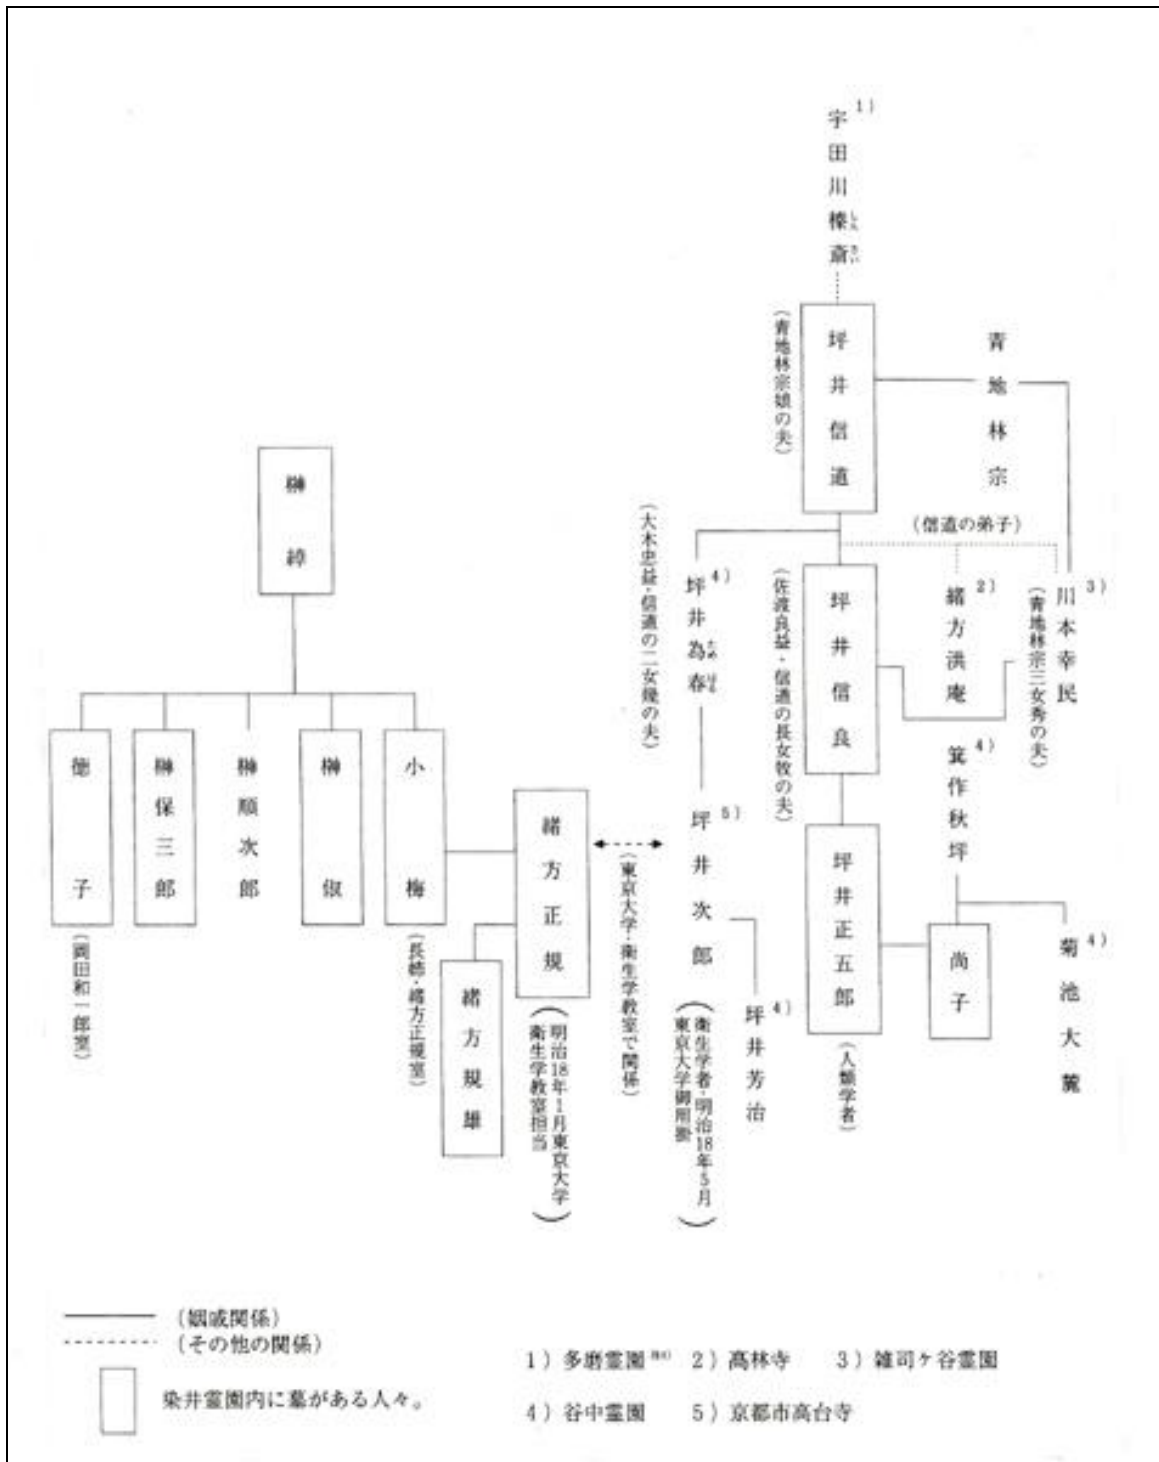 宇田川榛斎 1)
しん
さい
坪井信道
(青地林宗娘の夫)
青地林宗
(信道の弟子)
川本幸民 3)
(青地林宗三女秀の夫)
緒方洪庵 2)
坪井信良
(佐渡良益・信道の長女牧の夫)
坪井為春 4)
ため
はる
(大木忠益・信道の二女幾の夫)
箕作秋坪 4)
菊池大麓 4)
尚子
坪井正五郎
(人類学者)
坪井次郎 5)
(衛生学者・明治18年5月
東京大学御用掛)
坪井芳治 4)
(東京大学・衛生学教室で関係)
緒方正規
(明治18年1月東京大学
衛生学教室担当)
緒方規雄
榊綽
小梅
(長姉・緒方正規室)
榊俶
榊順次郎
榊保三郎
徳子
(岡田和一郎室)
(姻戚関係)
(その他の関係)
染井霊園内に墓がある人々。
1) 多磨霊園 2) 高林寺 3) 雑司ケ谷霊園
4) 谷中霊園 5) 京都市高台寺